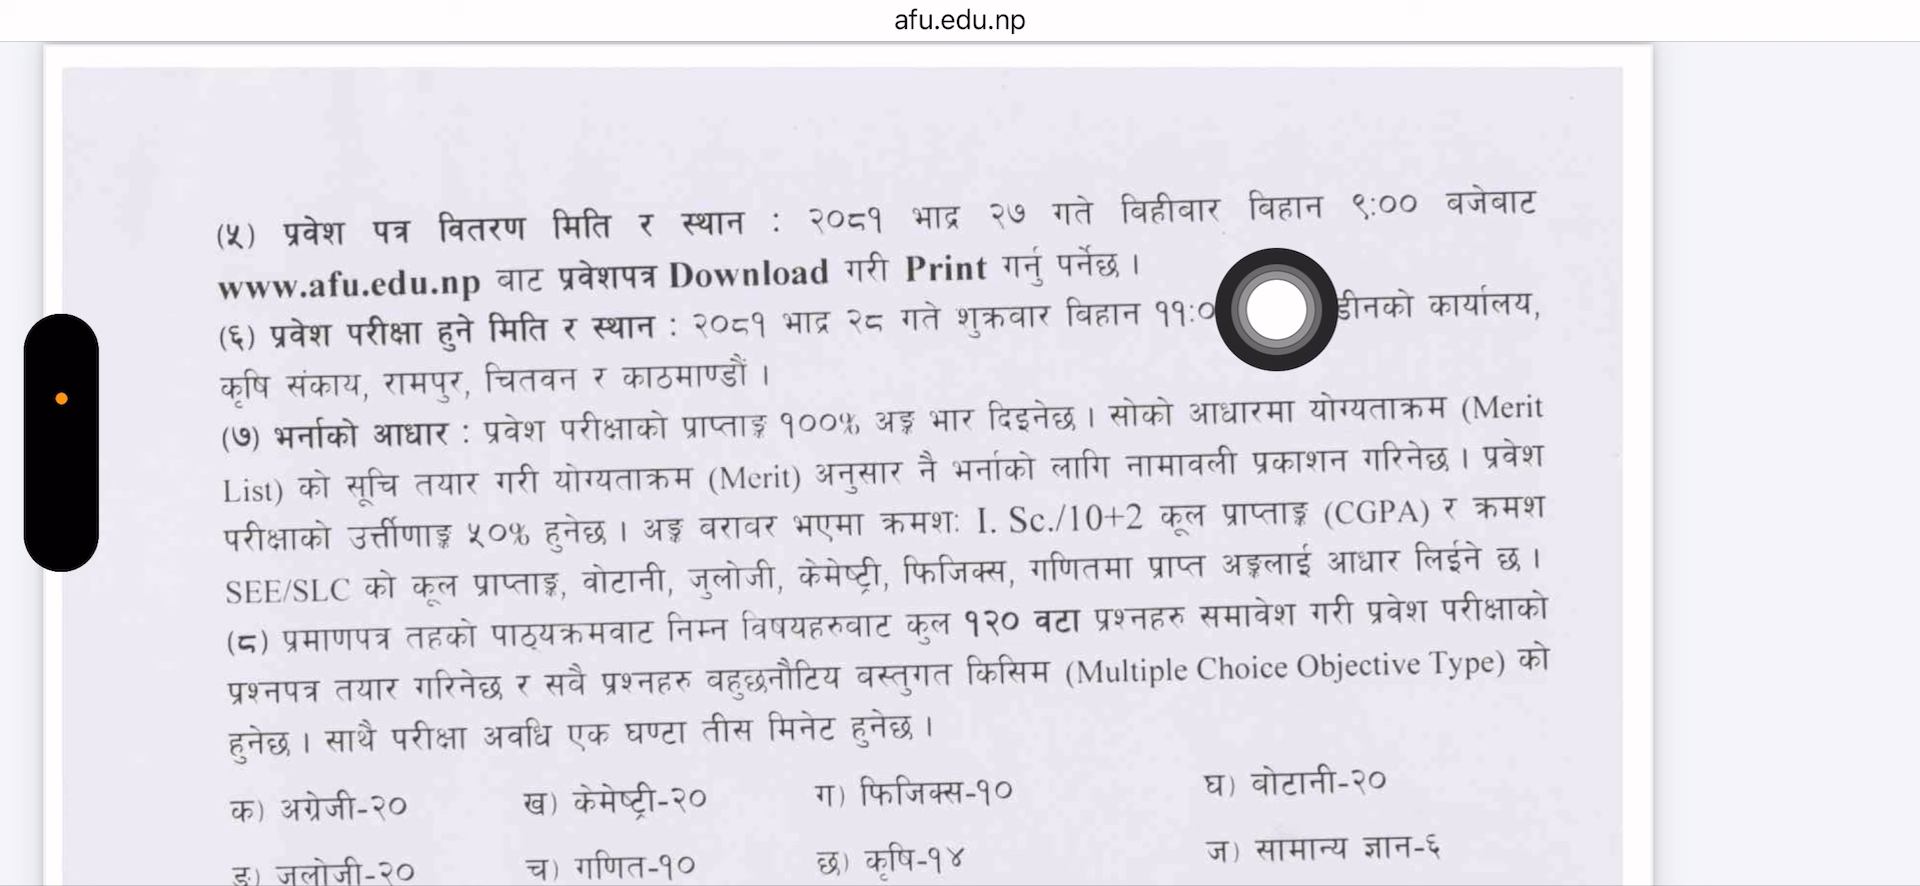 afu.edu.np
(५) प्रवेश पत्र वितरण मिति र स्थान : २०८१ भाद्र २७ गते विहीवार विहान ९:०० बजेबाट
www.afu.edu.np बाट प्रवेशपत्र Download गरी Print गर्नु पर्नेछ ।
(६) प्रवेश परीक्षा हुने मिति र स्थान : २०८१ भाद्र २८ गते शुक्रवार विहान ११:० डीनको कार्यालय,
कृषि संकाय, रामपुर, चितवन र काठमाण्डौं ।
(७) भर्नाको आधार : प्रवेश परीक्षाको प्राप्ताङ्क १००% अङ्क भार दिइनेछ । सोको आधारमा योग्यताक्रम (Merit
List) को सूचि तयार गरी योग्यताक्रम (Merit) अनुसार नै भर्नाको लागि नामावली प्रकाशन गरिनेछ । प्रवेश
परीक्षाको उर्त्तीणाङ्क ५०% हुनेछ । अङ्क वरावर भएमा क्रमशः I. Sc./10+2 कूल प्राप्ताङ्क (CGPA) र क्रमश
SEE/SLC को कूल प्राप्ताङ्क, वोटानी, जुलोजी, केमेष्ट्री, फिजिक्स, गणितमा प्राप्त अङ्कलाई आधार लिईने छ ।
(८) प्रमाणपत्र तहको पाठ्यक्रमवाट निम्न विषयहरुवाट कुल १२० वटा प्रश्नहरु समावेश गरी प्रवेश परीक्षाको
प्रश्नपत्र तयार गरिनेछ र सवै प्रश्नहरु वहुछनौटिय वस्तुगत किसिम (Multiple Choice Objective Type) को
हुनेछ । साथै परीक्षा अवधि एक घण्टा तीस मिनेट हुनेछ ।
क) अग्रेजी-२० ख) केमेष्ट्री-२० ग) फिजिक्स-१० घ) वोटानी-२०
ङ) जुलोजी-२० च) गणित-१० छ) कृषि-१४ ज) सामान्य ज्ञान-६